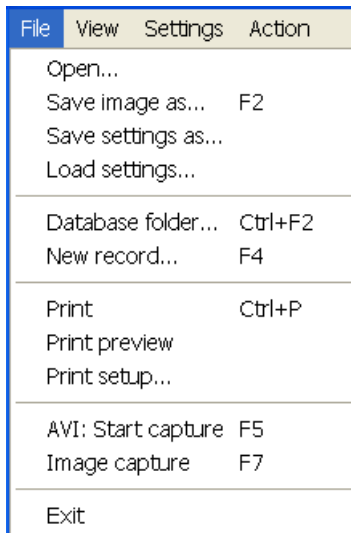 File View Settings Action
Open...
Save image as... F2
Save settings as...
Load settings...
Database folder... Ctrl+F2
New record... F4
Print Ctrl+P
Print preview
Print setup...
AVI: Start capture F5
Image capture F7
Exit